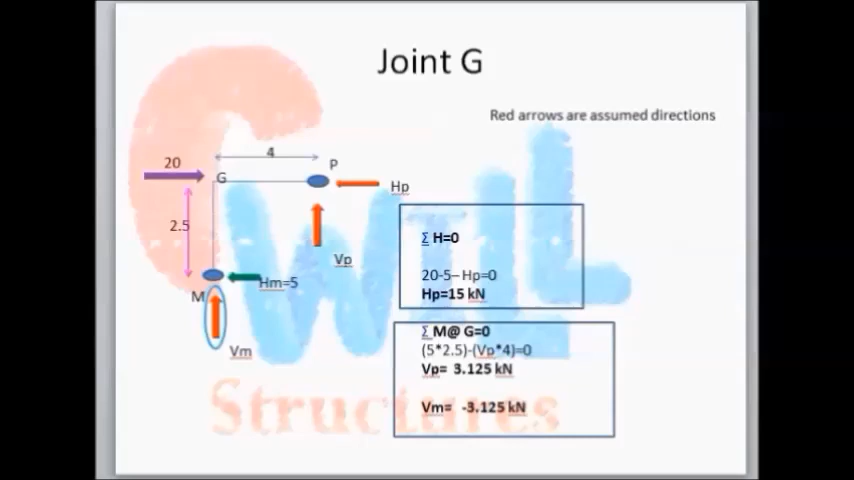 Joint G
Red arrows are assumed directions
4
P
20
G
Hp
2.5
Vp
Hm=5
M
Vm
∑ H=0
20-5–Hp=0
Hp=15 kN
∑ M@ G=0
(5*2.5)-(Vp*4)=0
Vp= 3.125 kN
Vm= -3.125 kN
CWIL
Structures